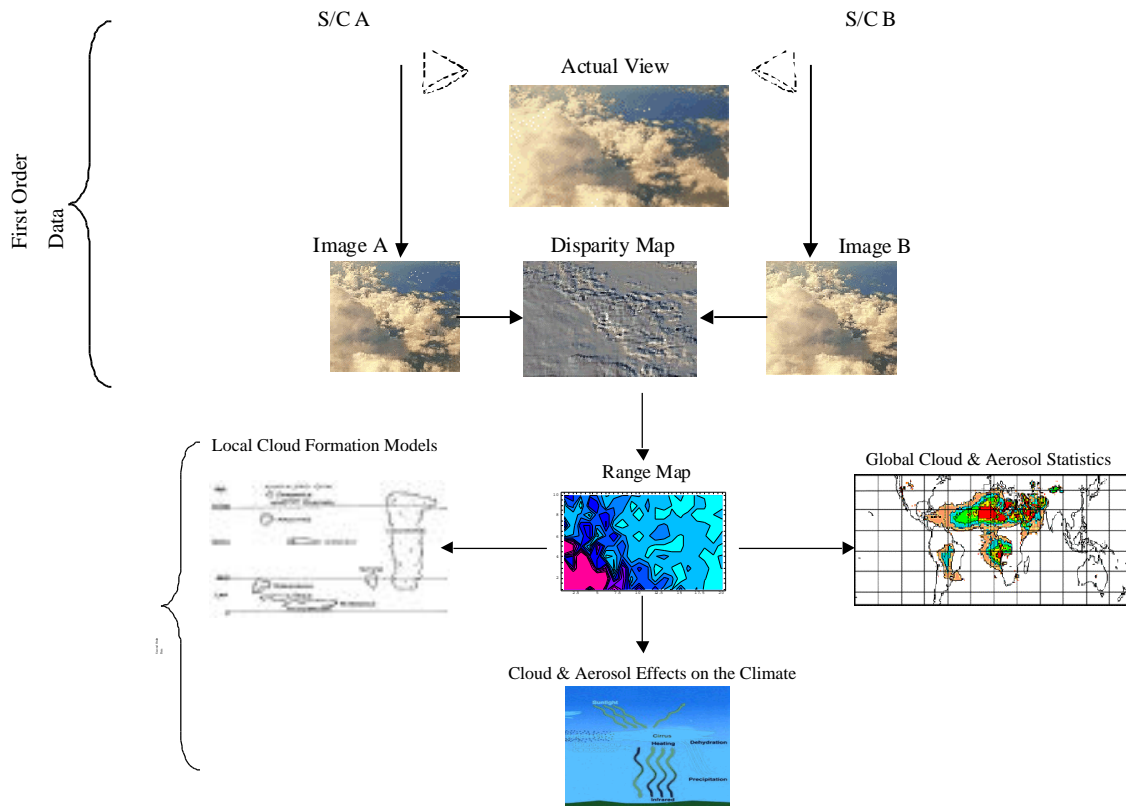 S/C A
S/C B
Actual View
First Order
Data
Image A
Disparity Map
Image B
Local Cloud Formation Models
Range Map
Global Cloud & Aerosol Statistics
Cloud & Aerosol Effects on the Climate
Sunlight
Cirrus
Heating
Dehydration
Precipitation
Infrared